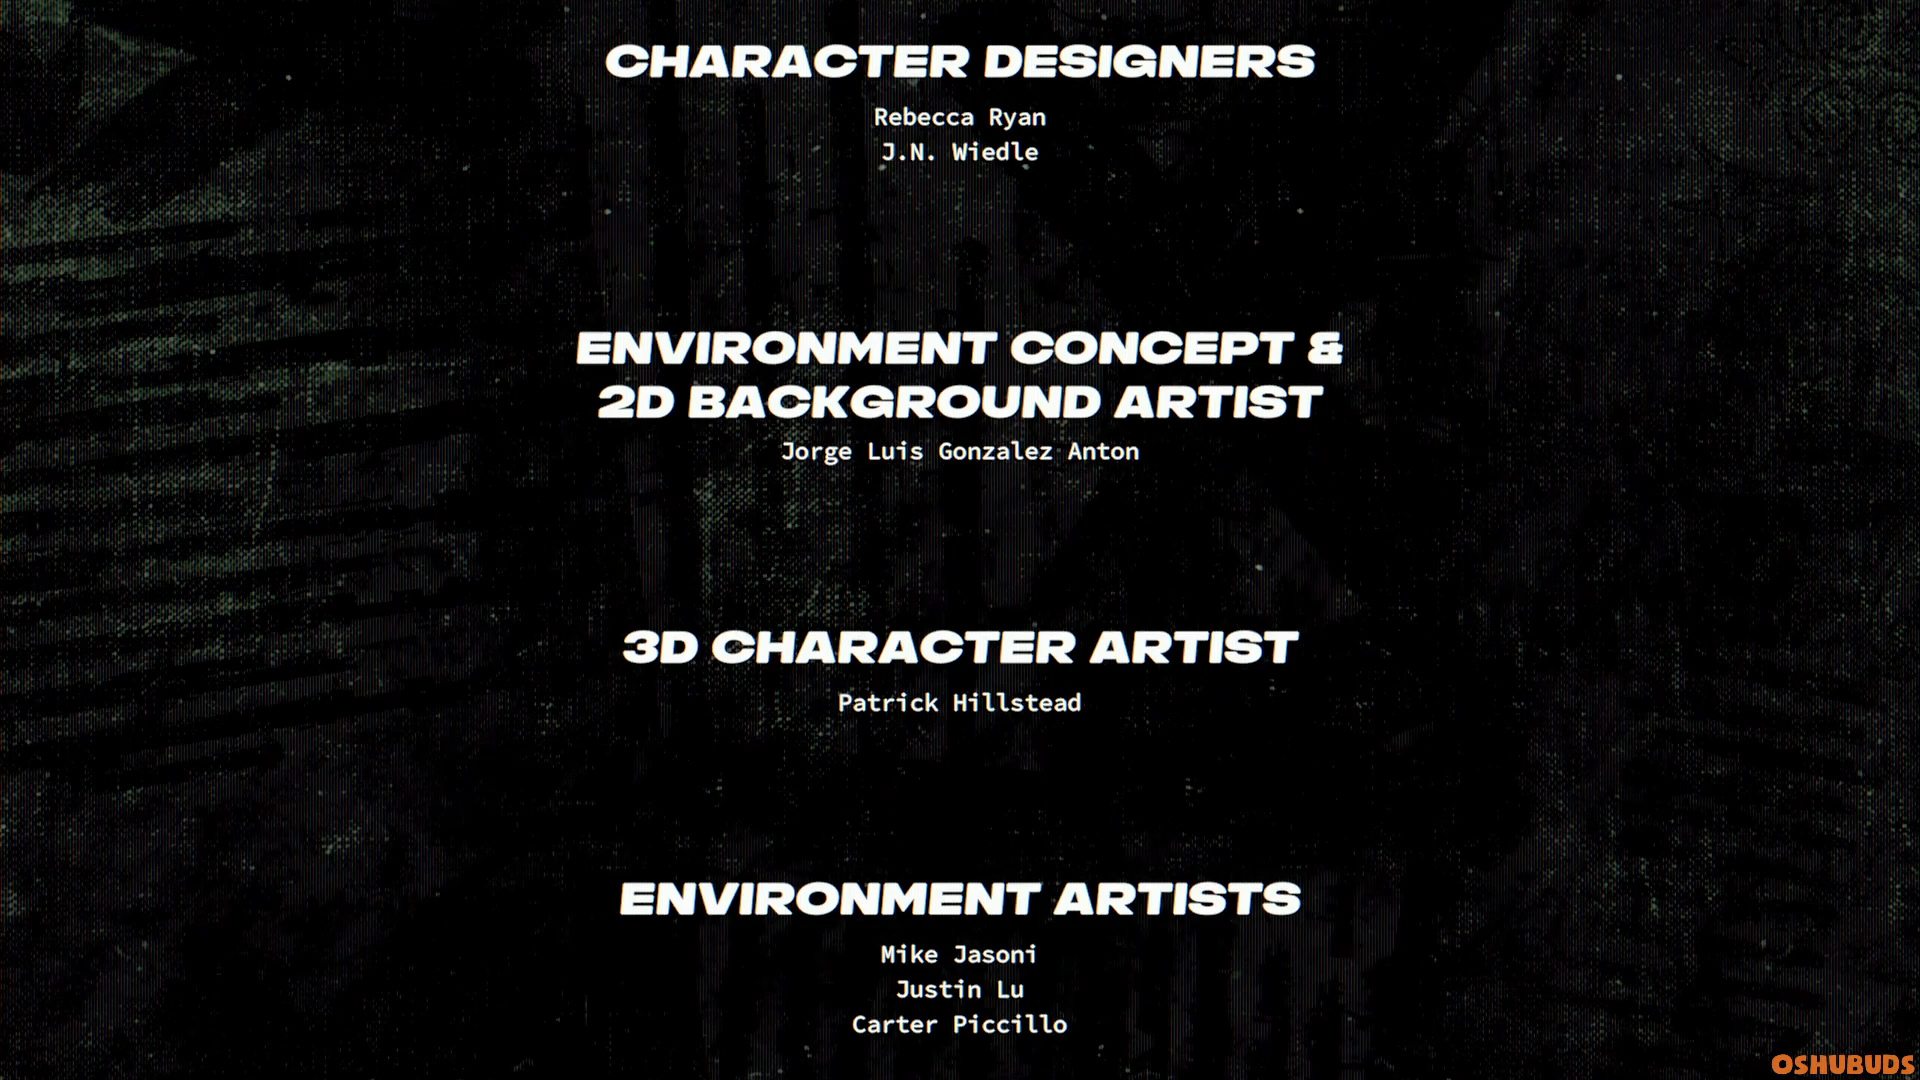 CHARACTER DESIGNERS
Rebecca Ryan
J.N. Wiedle
ENVIRONMENT CONCEPT &
2D BACKGROUND ARTIST
Jorge Luis Gonzalez Anton
3D CHARACTER ARTIST
Patrick Hillstead
ENVIRONMENT ARTISTS
Mike Jasoni
Justin Lu
Carter Piccillo
OSHUBUDS